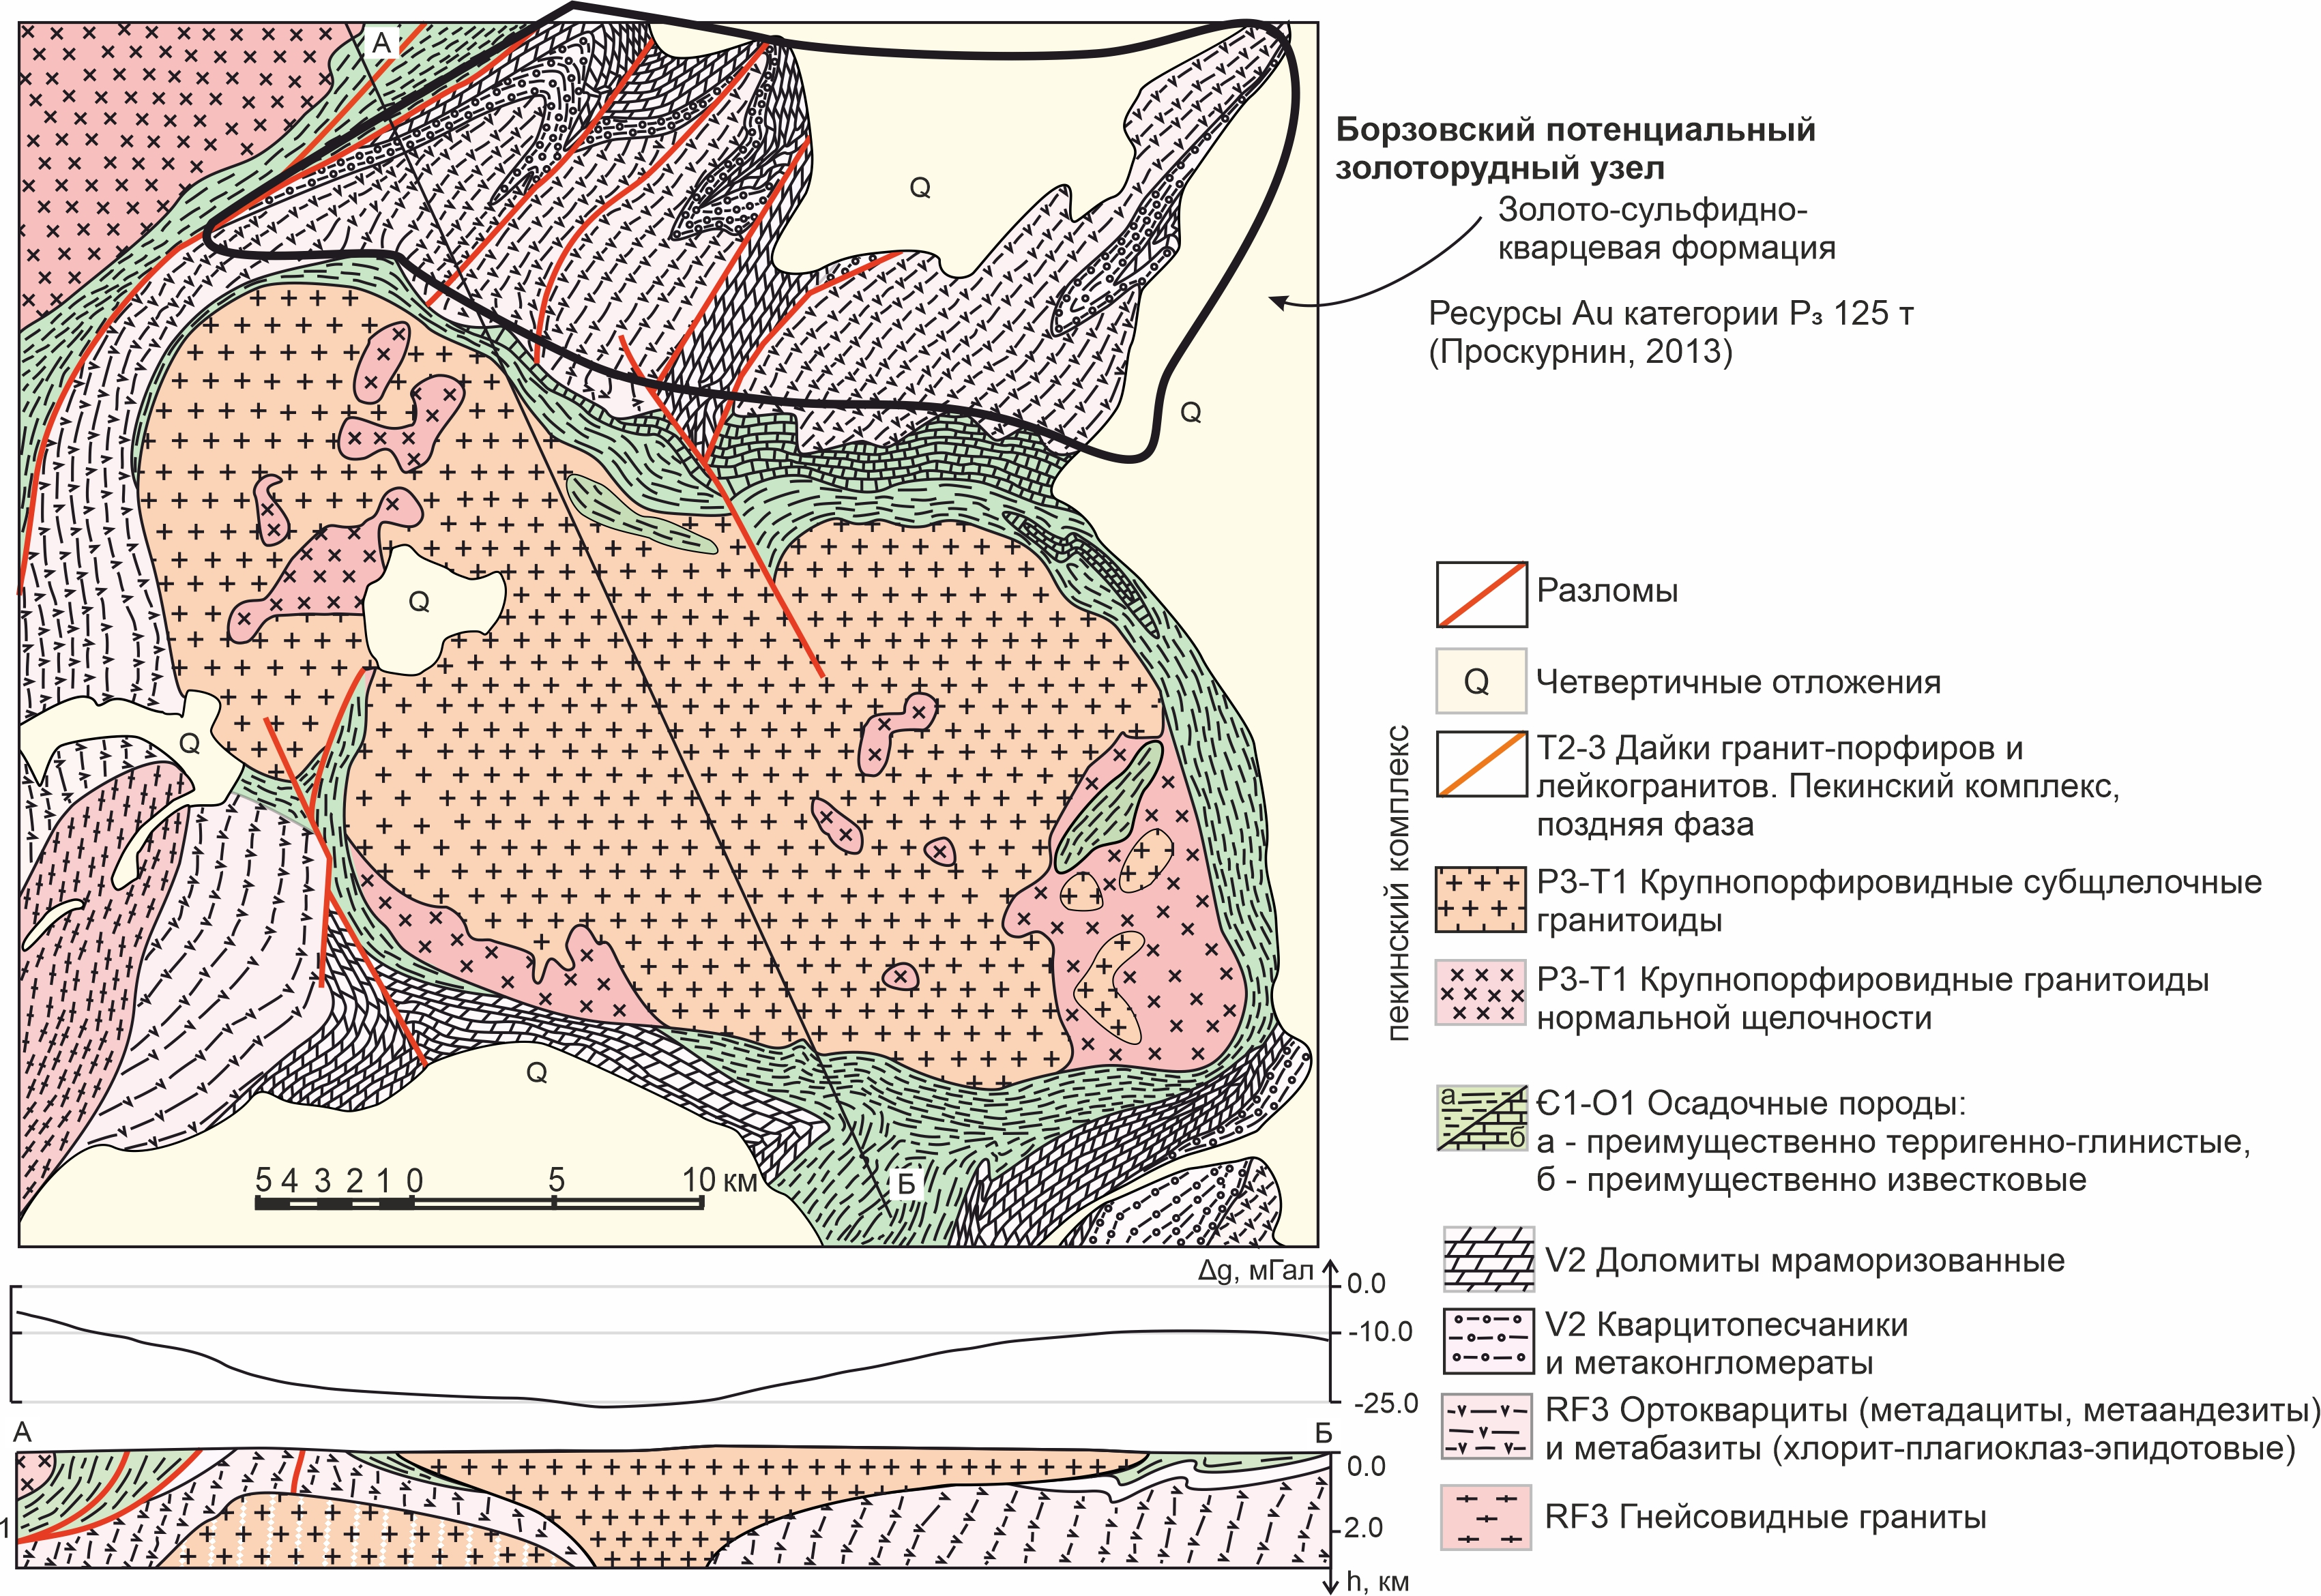 А
Q
Борзовский потенциальный
золоторудный узел
Золото-сульфидно-
кварцевая формация
Ресурсы Au категории P₃ 125 т
(Проскурнин, 2013)
Q
Q
Q
Q
Б
5 4 3 2 1 0 5 10 км
Разломы
Q Четвертичные отложения
пекинский комплекс
T2-3 Дайки гранит-порфиров и
лейкогранитов. Пекинский комплекс,
поздняя фаза
P3-T1 Крупнопорфировидные субщлелочные
гранитоиды
P3-T1 Крупнопорфировидные гранитоиды
нормальной щелочности
а
б
Є1-O1 Осадочные породы:
а - преимущественно терригенно-глинистые,
б - преимущественно известковые
V2 Доломиты мраморизованные
V2 Кварцитопесчаники
и метаконгломераты
RF3 Ортокварциты (метадациты, метаандезиты)
и метабазиты (хлорит-плагиоклаз-эпидотовые)
RF3 Гнейсовидные граниты
Δg, мГал
0.0
-10.0
-25.0
А
Б
0.0
1
2.0
h, км